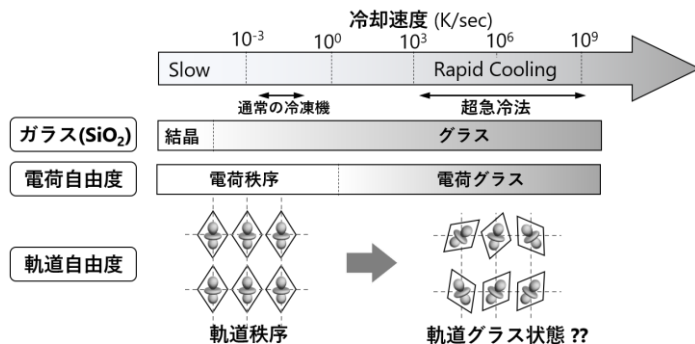 冷却速度 (K/sec)
10⁻³ 10⁰ 10³ 10⁶ 10⁹
Slow Rapid Cooling
通常の冷凍機 超急冷法
ガラス(SiO₂) 結晶 グラス
電荷自由度 電荷秩序 電荷グラス
軌道自由度
軌道秩序 軌道グラス状態 ??